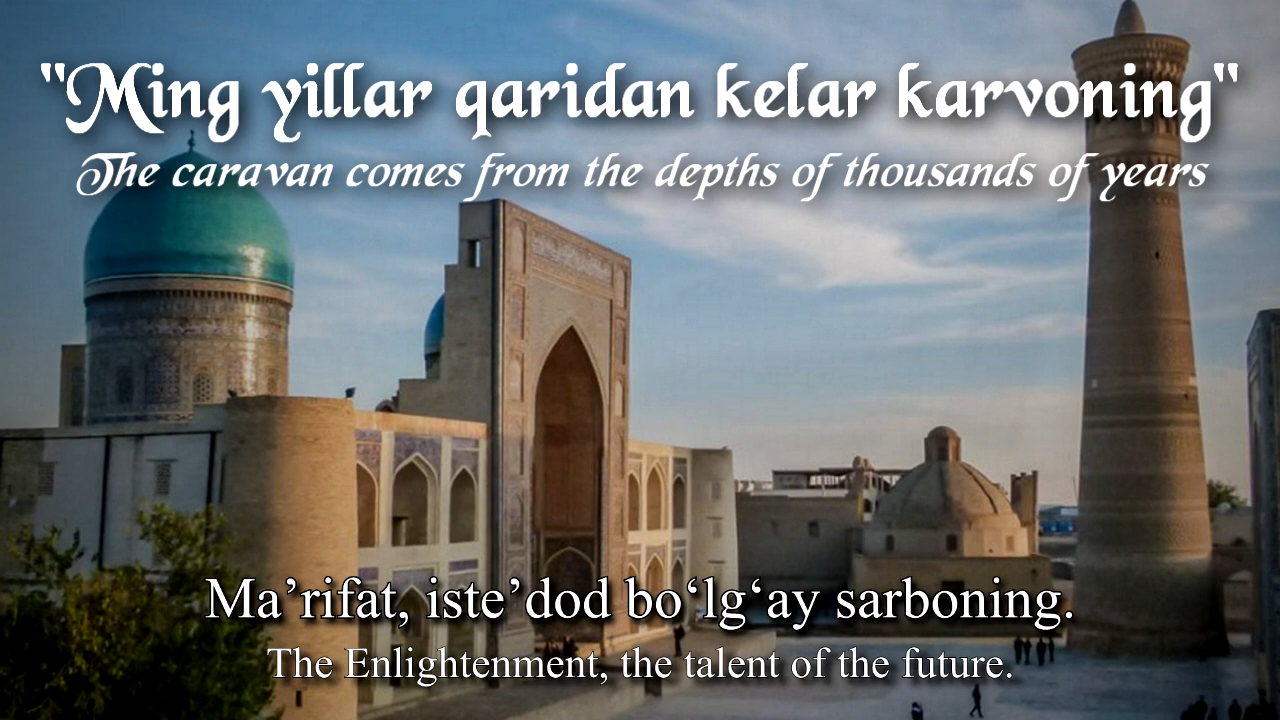 "Ming yillar qaridan kelar karvoning"
The caravan comes from the depths of thousands of years
Ma’rifat, iste’dod bo‘lg‘ay sarboning.
The Enlightenment, the talent of the future.